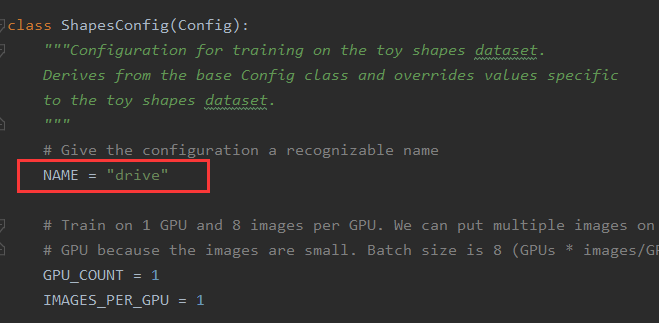 class ShapesConfig(Config):
"""Configuration for training on the toy shapes dataset.
Derives from the base Config class and overrides values specific
to the toy shapes dataset.
"""
# Give the configuration a recognizable name
NAME = "drive"
# Train on 1 GPU and 8 images per GPU. We can put multiple images on
# GPU because the images are small. Batch size is 8 (GPUs * images/GP
GPU_COUNT = 1
IMAGES_PER_GPU = 1